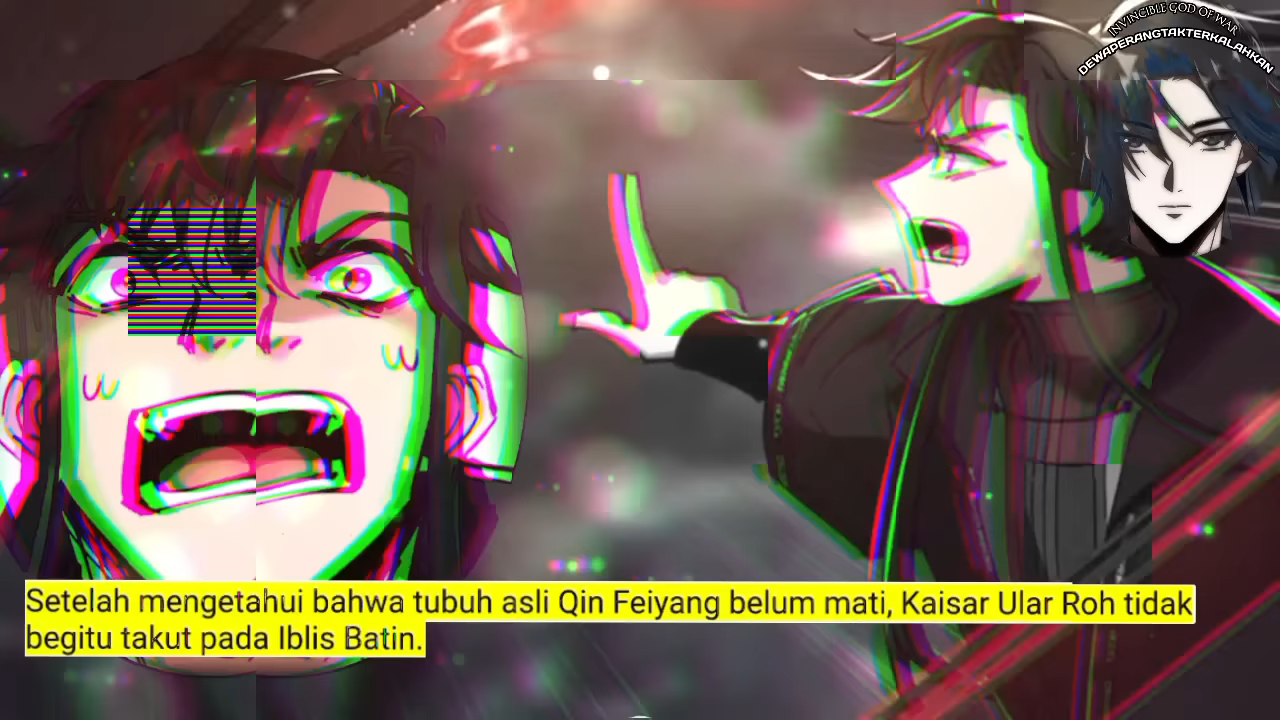 INVINCIBLE GOD OF WAR
DEWAPERANGTAKTERKALAHKAN
Setelah mengetahui bahwa tubuh asli Qin Feiyang belum mati, Kaisar Ular Roh tidak
begitu takut pada Iblis Batin.